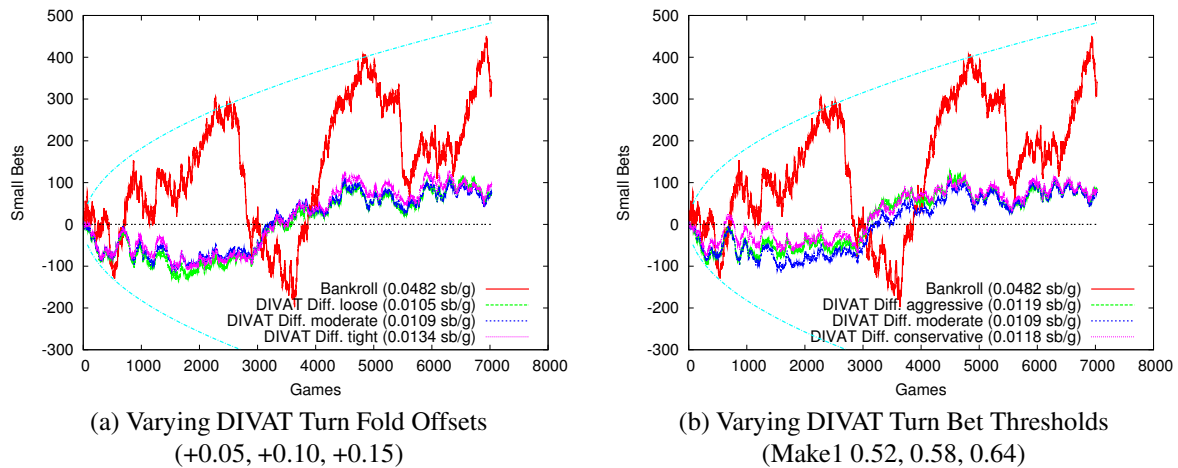 500
400
300
200
100
0
-100
-200
-300
Small Bets
Bankroll (0.0482 sb/g)
DIVAT Diff. loose (0.0105 sb/g)
DIVAT Diff. moderate (0.0109 sb/g)
DIVAT Diff. tight (0.0134 sb/g)
0 1000 2000 3000 4000 5000 6000 7000 8000
Games
(a) Varying DIVAT Turn Fold Offsets
(+0.05, +0.10, +0.15)
500
400
300
200
100
0
-100
-200
-300
Small Bets
Bankroll (0.0482 sb/g)
DIVAT Diff. aggressive (0.0119 sb/g)
DIVAT Diff. moderate (0.0109 sb/g)
DIVAT Diff. conservative (0.0118 sb/g)
0 1000 2000 3000 4000 5000 6000 7000 8000
Games
(b) Varying DIVAT Turn Bet Thresholds
(Make1 0.52, 0.58, 0.64)